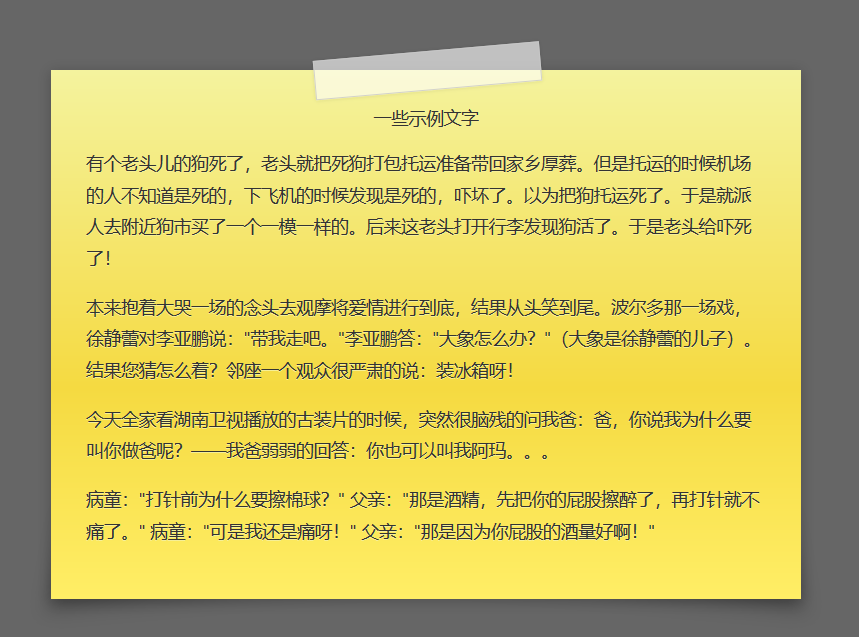 一些示例文字
有个老头儿的狗死了，老头就把死狗打包托运准备带回家乡厚葬。但是托运的时候机场
的人不知道是死的，下飞机的时候发现是死的，吓坏了。以为把狗托运死了。于是就派
人去附近狗市买了一个一模一样的。后来这老头打开行李发现狗活了。于是老头给吓死
了！
本来抱着大哭一场的念头去观摩将爱情进行到底，结果从头笑到尾。波尔多那一场戏，
徐静蕾对李亚鹏说："带我走吧。"李亚鹏答："大象怎么办？"（大象是徐静蕾的儿子）。
结果您猜怎么着？邻座一个观众很严肃的说：装冰箱呀！
今天全家看湖南卫视播放的古装片的时候，突然很脑残的问我爸：爸，你说我为什么要
叫你做爸呢？——我爸弱弱的回答：你也可以叫我阿玛。。。
病童："打针前为什么要擦棉球？" 父亲："那是酒精，先把你的屁股擦醉了，再打针就不
痛了。" 病童："可是我还是痛呀！" 父亲："那是因为你屁股的酒量好啊！"